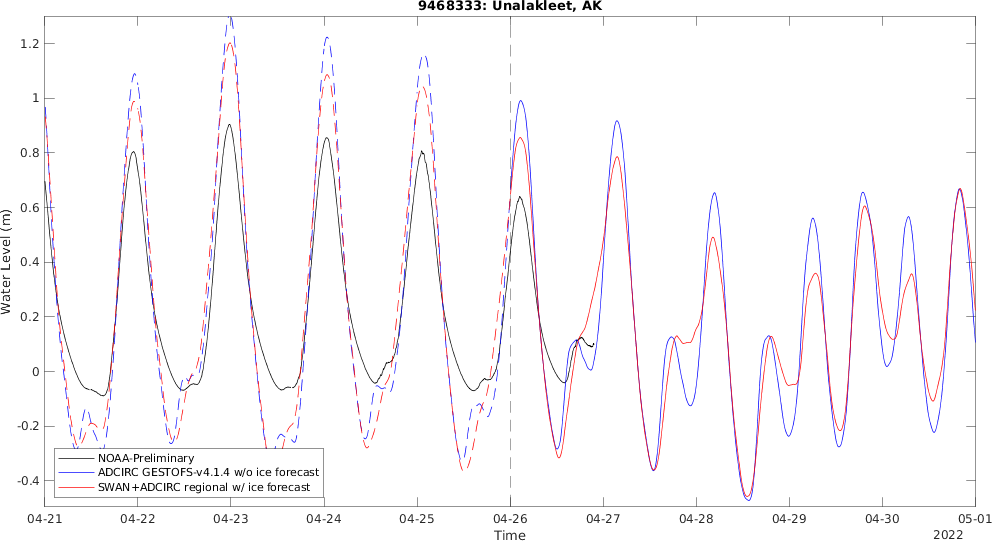 9468333: Unalakleet, AK
Water Level (m)
1.2
1
0.8
0.6
0.4
0.2
0
-0.2
-0.4
NOAA-Preliminary
ADCIRC GESTOFS-v4.1.4 w/o ice forecast
SWAN+ADCIRC regional w/ ice forecast
04-21 04-22 04-23 04-24 04-25 04-26 04-27 04-28 04-29 04-30 05-01
Time
2022